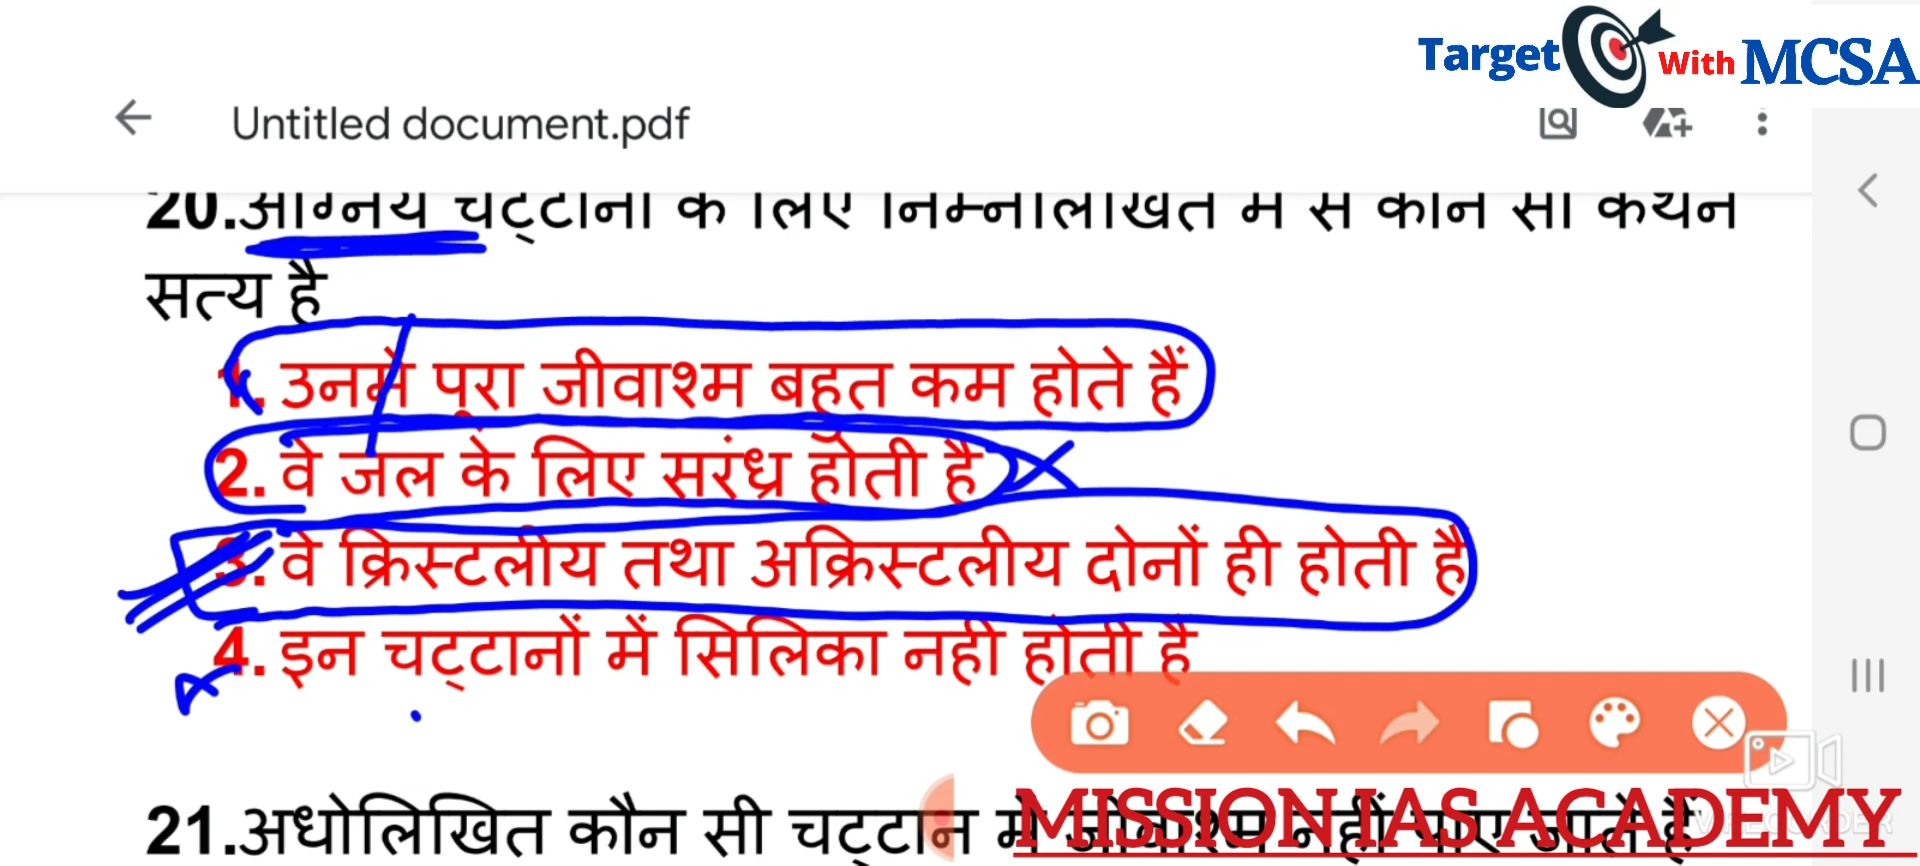 Target With MCSA
Untitled document.pdf
20.आग्नेय चट्टानों के लिए निम्नलिखित में से कौन सा कथन
सत्य है
1. उनमे पूरा जीवाश्म बहुत कम होते हैं
2. वे जल के लिए सरंध्र होती है
3. वे क्रिस्टलीय तथा अक्रिस्टलीय दोनों ही होती है
4. इन चट्टानों में सिलिका नही होती है
21.अधोलिखित कौन सी चट्टान में जीवाश्म नहीं पाए जाते हैं
MISSION IAS ACADEMY